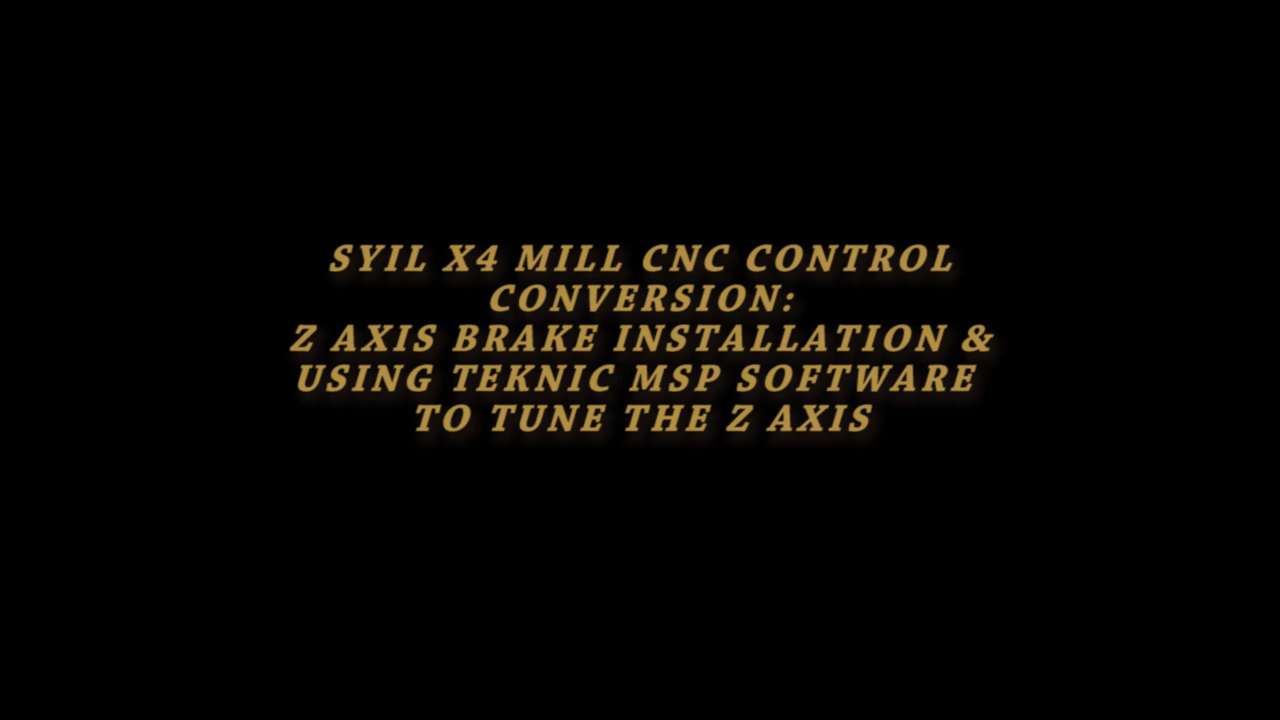 SYIL X4 MILL CNC CONTROL
CONVERSION:
Z AXIS BRAKE INSTALLATION &
USING TEKNIC MSP SOFTWARE
TO TUNE THE Z AXIS